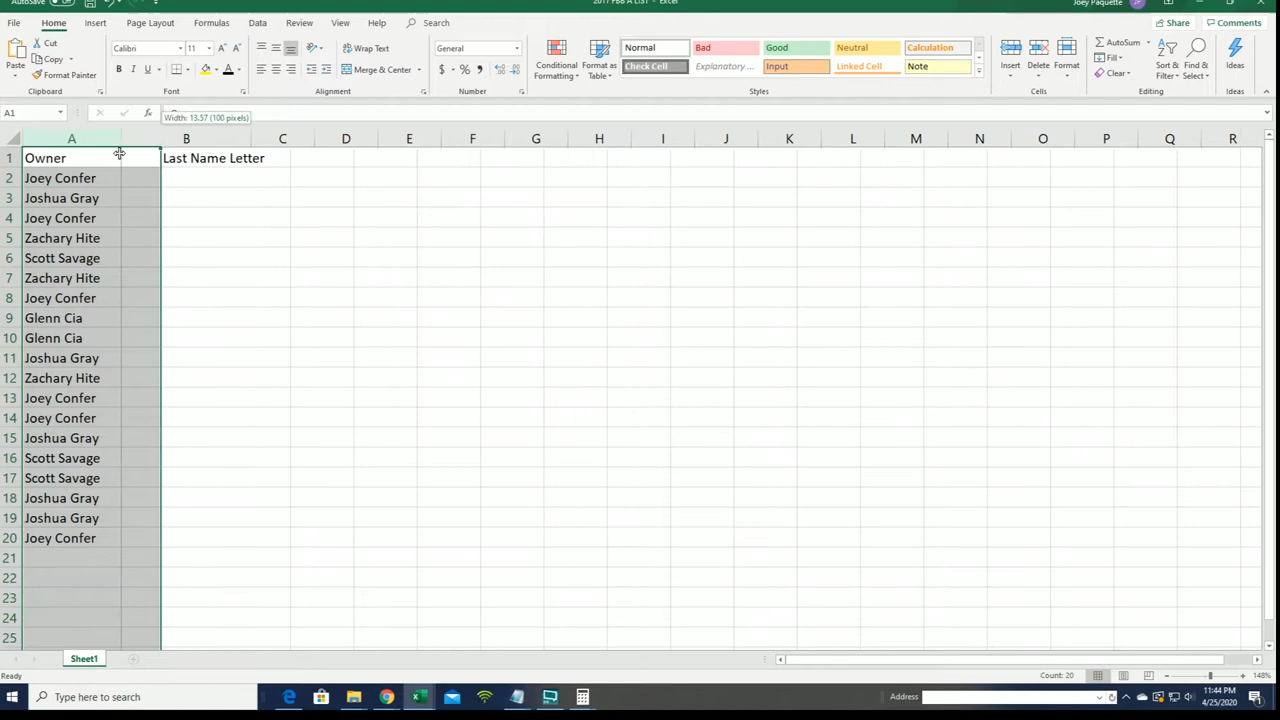 AutoSave Off 2017 FBB A LIST - Excel Joey Paquette JP
File Home Insert Page Layout Formulas Data Review View Help Search Share Comments
Cut Calibri 11 Wrap Text General Normal Bad Good Neutral Calculation AutoSum
Copy
Paste Format Painter B I U Merge & Center $ % Conditional Formatting Format as Table Check Cell Explanatory ... Input Linked Cell Note Insert Delete Format Fill Clear Sort & Filter Find & Select Ideas
Clipboard Font Alignment Number Styles Cells Editing Ideas
A1 fx Width: 13.57 (100 pixels)
A B C D E F G H I J K L M N O P Q R
1 Owner Last Name Letter
2 Joey Confer
3 Joshua Gray
4 Joey Confer
5 Zachary Hite
6 Scott Savage
7 Zachary Hite
8 Joey Confer
9 Glenn Cia
10 Glenn Cia
11 Joshua Gray
12 Zachary Hite
13 Joey Confer
14 Joey Confer
15 Joshua Gray
16 Scott Savage
17 Scott Savage
18 Joshua Gray
19 Joshua Gray
20 Joey Confer
21
22
23
24
25
Sheet1
Ready Count: 20 148%
Type here to search Address 11:44 PM
4/25/2020